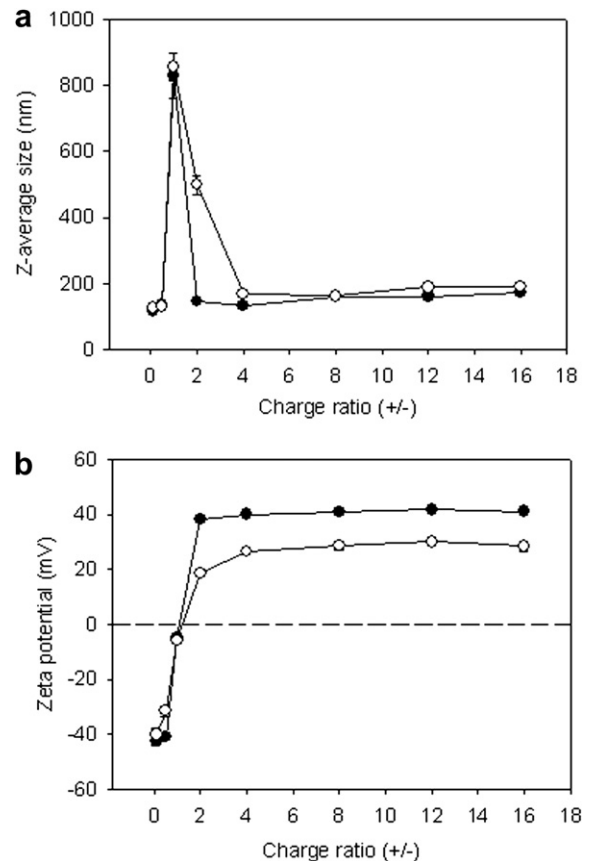 a
1000
800
600
400
200
0
Z-average size (nm)
0 2 4 6 8 10 12 14 16 18
Charge ratio (+/-)
b
60
40
20
0
-20
-40
-60
Zeta potential (mV)
0 2 4 6 8 10 12 14 16 18
Charge ratio (+/-)